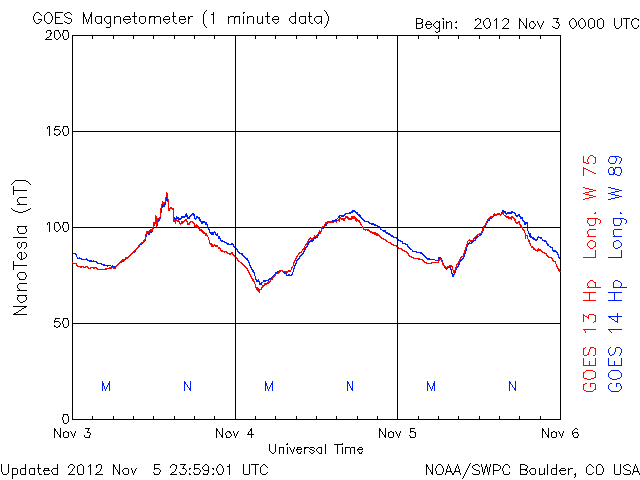 GOES Magnetometer (1 minute data)
Begin: 2012 Nov 3 0000 UTC
200
150
100
50
0
NanoTesla (nT)
M N M N M N
Nov 3 Nov 4 Nov 5 Nov 6
Universal Time
GOES 13 Hp Long. W 75
GOES 14 Hp Long. W 89
Updated 2012 Nov 5 23:59:01 UTC
NOAA/SWPC Boulder, CO USA